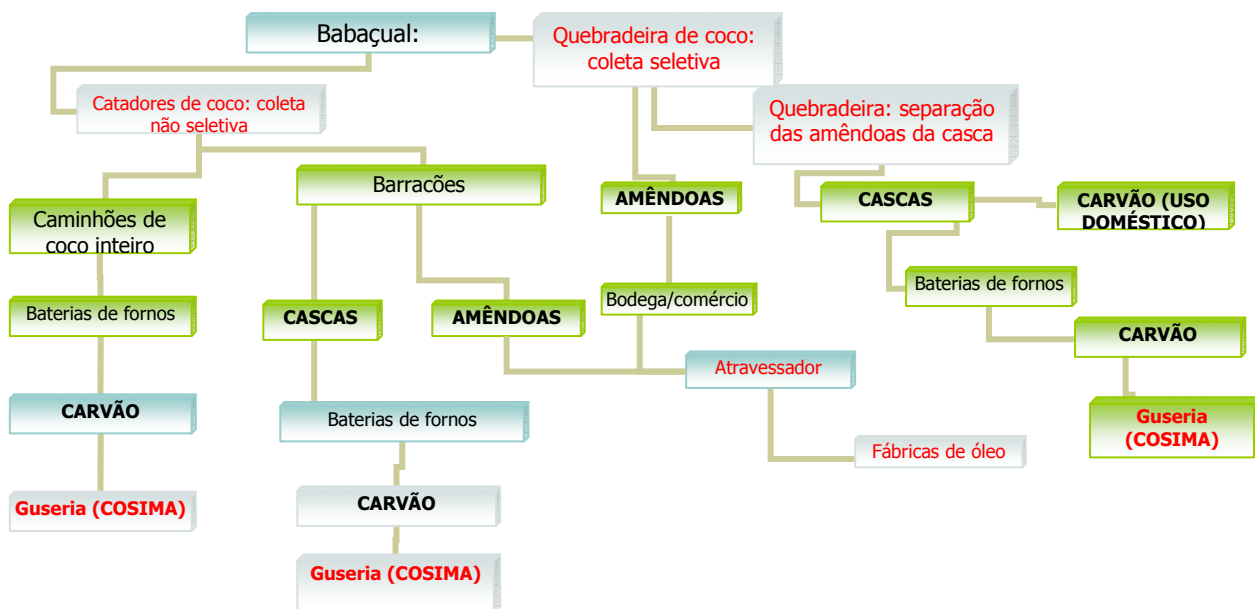 Babaçual:
Quebradeira de coco:
coleta seletiva
Catadores de coco: coleta
não seletiva
Quebradeira: separação
das amêndoas da casca
Barracões
AMÊNDOAS
CASCAS
CARVÃO (USO
DOMÉSTICO)
Caminhões de
coco inteiro
Baterias de fornos
Bodega/comércio
Baterias de fornos
CASCAS
AMÊNDOAS
CARVÃO
Atravessador
CARVÃO
Baterias de fornos
Guseria
(COSIMA)
Fábricas de óleo
Guseria (COSIMA)
CARVÃO
Guseria (COSIMA)